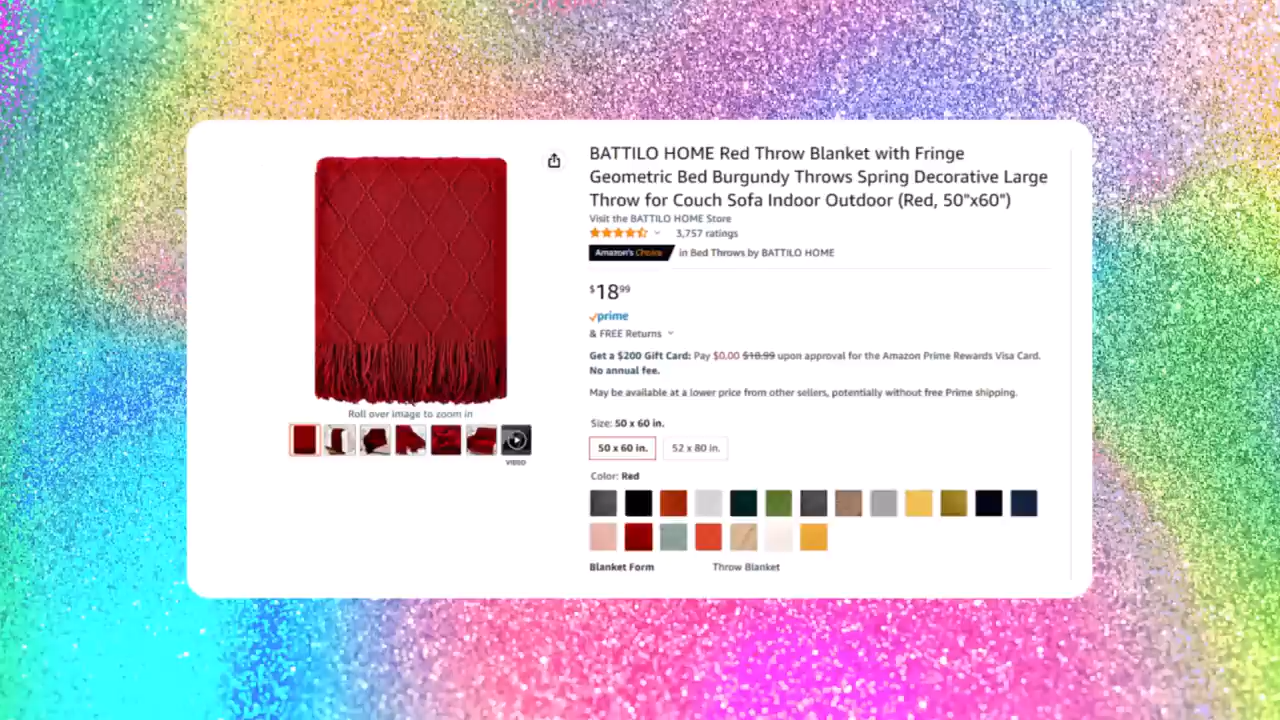 BATTILO HOME Red Throw Blanket with Fringe
Geometric Bed Burgundy Throws Spring Decorative Large
Throw for Couch Sofa Indoor Outdoor (Red, 50"x60")
Visit the BATTILO HOME Store
3,757 ratings
Amazon's Choice in Bed Throws by BATTILO HOME
$1899
prime
& FREE Returns
Get a $200 Gift Card: Pay $0.00 $18.99 upon approval for the Amazon Prime Rewards Visa Card.
No annual fee.
May be available at a lower price from other sellers, potentially without free Prime shipping.
Roll over image to zoom in
VIDEO
Size: 50 x 60 in.
50 x 60 in. 52 x 80 in.
Color: Red
Blanket Form Throw Blanket